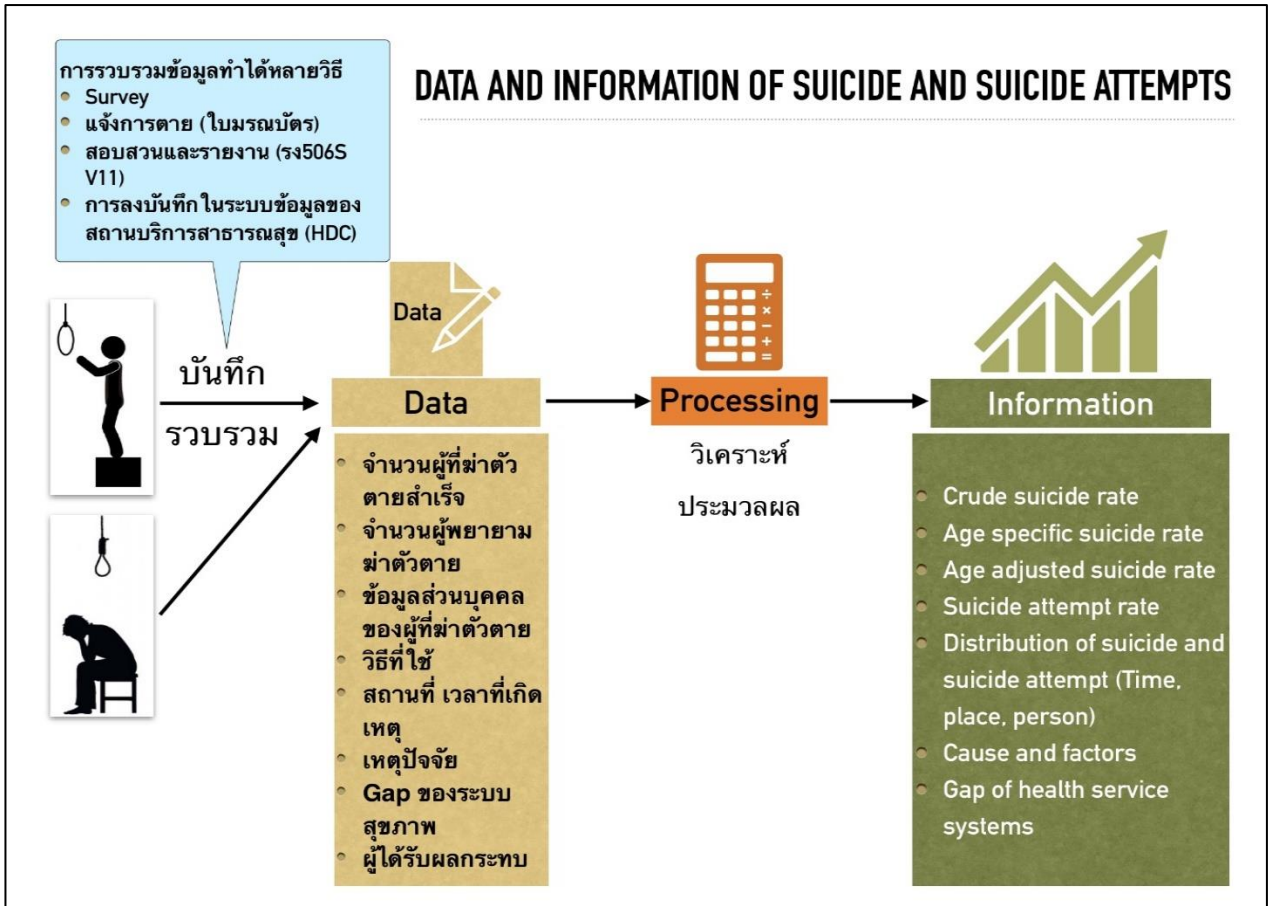 การรวบรวมข้อมูลทำได้หลายวิธี
Survey
แจ้งการตาย (ใบมรณบัตร)
สอบสวนและรายงาน (รง506S
V11)
การลงบันทึกในระบบข้อมูลของ
สถานบริการสาธารณสุข (HDC)
DATA AND INFORMATION OF SUICIDE AND SUICIDE ATTEMPTS
บันทึก
รวบรวม
Data
Data
จำนวนผู้ที่ฆ่าตัว
ตายสำเร็จ
จำนวนผู้พยายาม
ฆ่าตัวตาย
ข้อมูลส่วนบุคคล
ของผู้ที่ฆ่าตัวตาย
วิธีที่ใช้
สถานที่ เวลาที่เกิด
เหตุ
เหตุปัจจัย
Gap ของระบบ
สุขภาพ
ผู้ได้รับผลกระทบ
÷
×
−
+
=
Processing
วิเคราะห์
ประมวลผล
Information
Crude suicide rate
Age specific suicide rate
Age adjusted suicide rate
Suicide attempt rate
Distribution of suicide and
suicide attempt (Time,
place, person)
Cause and factors
Gap of health service
systems